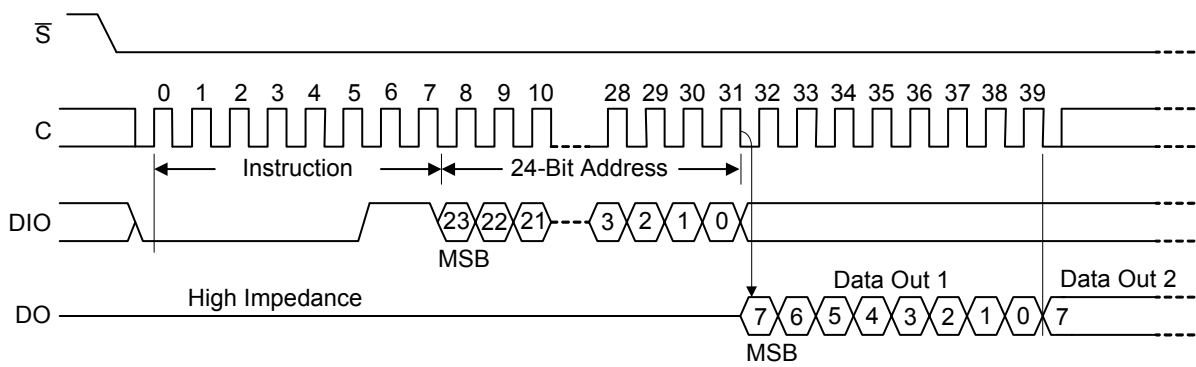 S
0 1 2 3 4 5 6 7 8 9 10 28 29 30 31 32 33 34 35 36 37 38 39
C
Instruction 24-Bit Address
DIO 23 22 21 3 2 1 0
MSB
Data Out 1 Data Out 2
High Impedance
DO 7 6 5 4 3 2 1 0 7
MSB